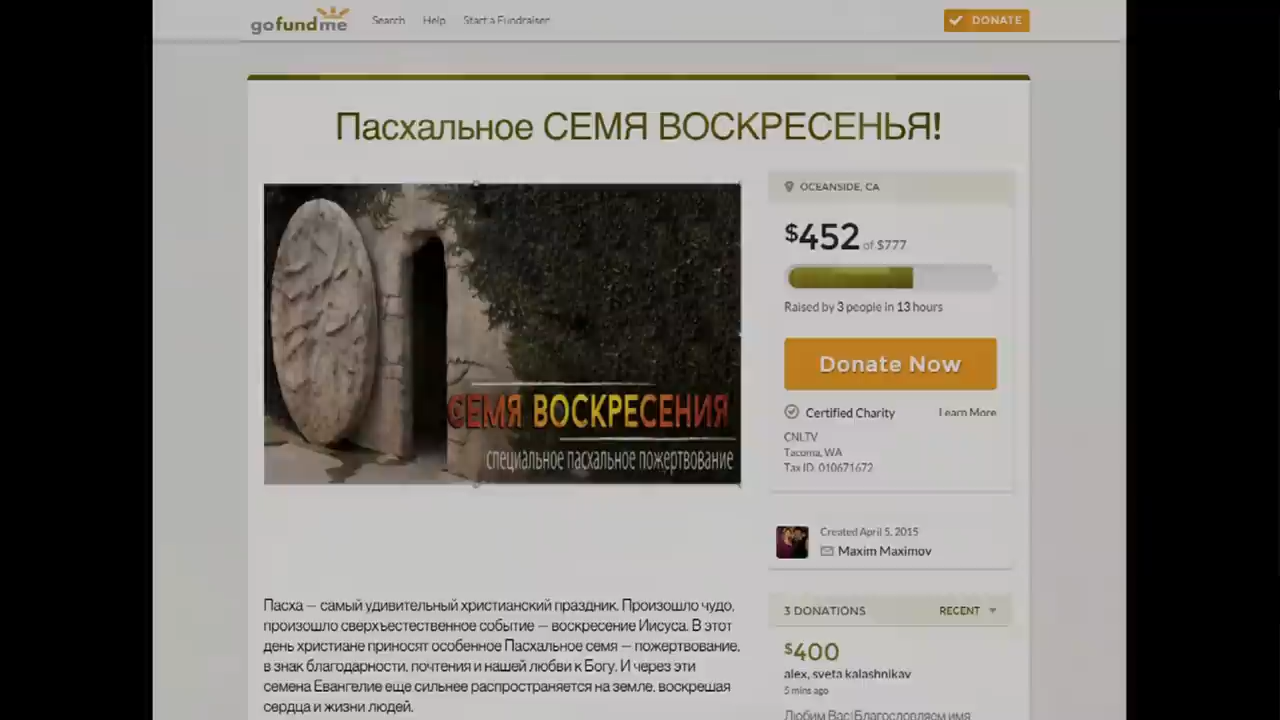 gofundme
Search Help Start a Fundraiser
DONATE
Пасхальное СЕМЯ ВОСКРЕСЕНЬЯ!
СЕМЯ ВОСКРЕСЕНИЯ
специальное пасхальное пожертвование
OCEANSIDE, CA
$452 of $777
Raised by 3 people in 13 hours
Donate Now
Certified Charity Learn More
CNLTV
Tacoma, WA
Tax ID: 010671672
Created April 5, 2015
Maxim Maximov
Пасха – самый удивительный христианский праздник. Произошло чудо,
произошло сверхъестественное событие – воскресение Иисуса. В этот
день христиане приносят особенное Пасхальное семя – пожертвование,
в знак благодарности, почтения и нашей любви к Богу. И через эти
семена Евангелие еще сильнее распространяется на земле, воскрешая
сердца и жизни людей.
3 DONATIONS RECENT
$400
alex, sveta kalashnikav
5 mins ago
Любим Вас!Благословляем имя